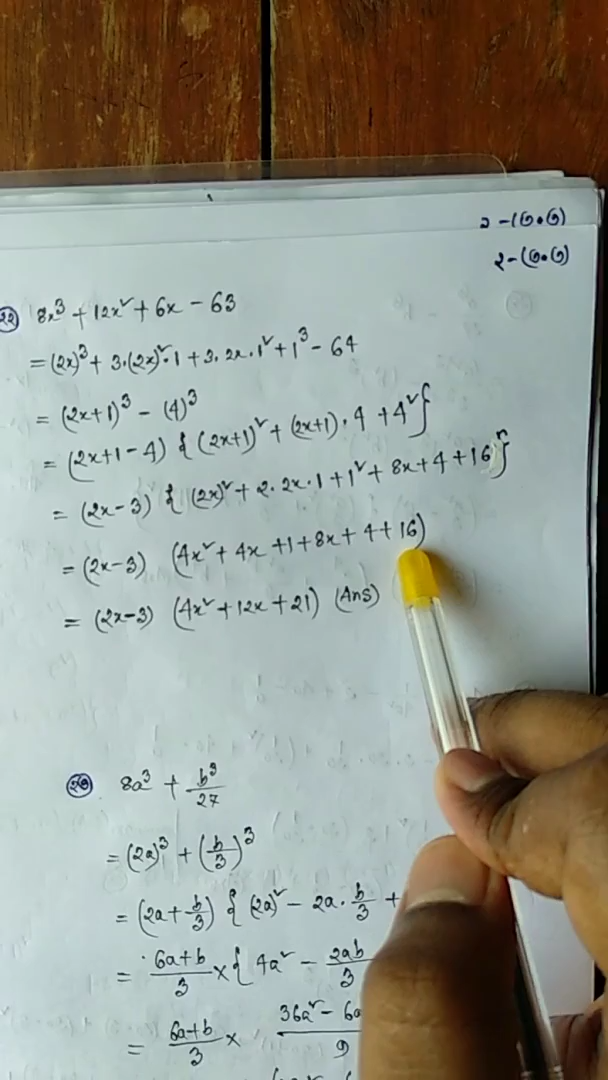 ২-(৩.৩)
২-(৩.৩)
২২ 8x³ + 12x² + 6x - 63
= (2x)³ + 3.(2x)².1 + 3.2x.1² + 1³ - 64
= (2x+1)³ - (4)³
= (2x+1-4) { (2x+1)² + (2x+1).4 + 4² }
= (2x-3) { (2x)² + 2.2x.1 + 1² + 8x + 4 + 16 }
= (2x-3) (4x² + 4x + 1 + 8x + 4 + 16)
= (2x-3) (4x² + 12x + 21) (Ans)
২৩ 8a³ + b³/27
= (2a)³ + (b/3)³
= (2a + b/3) { (2a)² - 2a.b/3 +
= 6a+b/3 × { 4a² - 2ab/3
= 6a+b/3 × 36a² - 6a/9